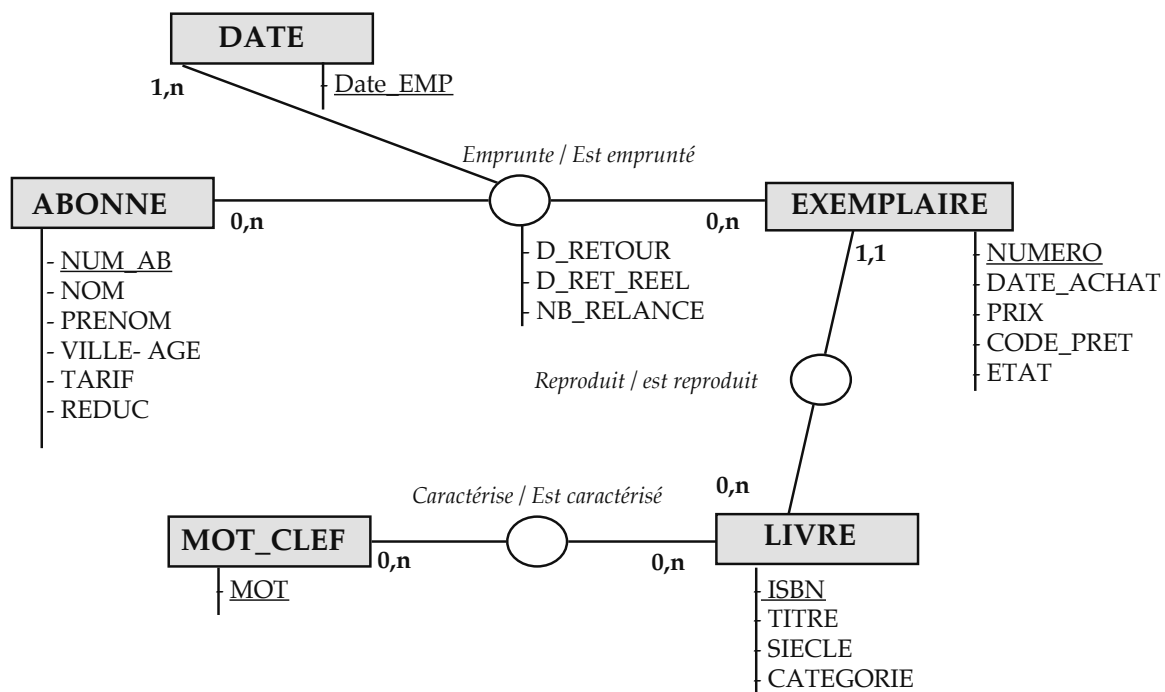 DATE
- Date_EMP
1,n
Emprunte / Est emprunté
ABONNE
0,n
0,n
EXEMPLAIRE
- NUM_AB
- NOM
- PRENOM
- VILLE- AGE
- TARIF
- REDUC
- D_RETOUR
- D_RET_REEL
- NB_RELANCE
1,1
- NUMERO
- DATE_ACHAT
- PRIX
- CODE_PRET
- ETAT
Reproduit / est reproduit
0,n
Caractérise / Est caractérisé
MOT_CLEF
0,n
0,n
LIVRE
- MOT
- ISBN
- TITRE
- SIECLE
- CATEGORIE